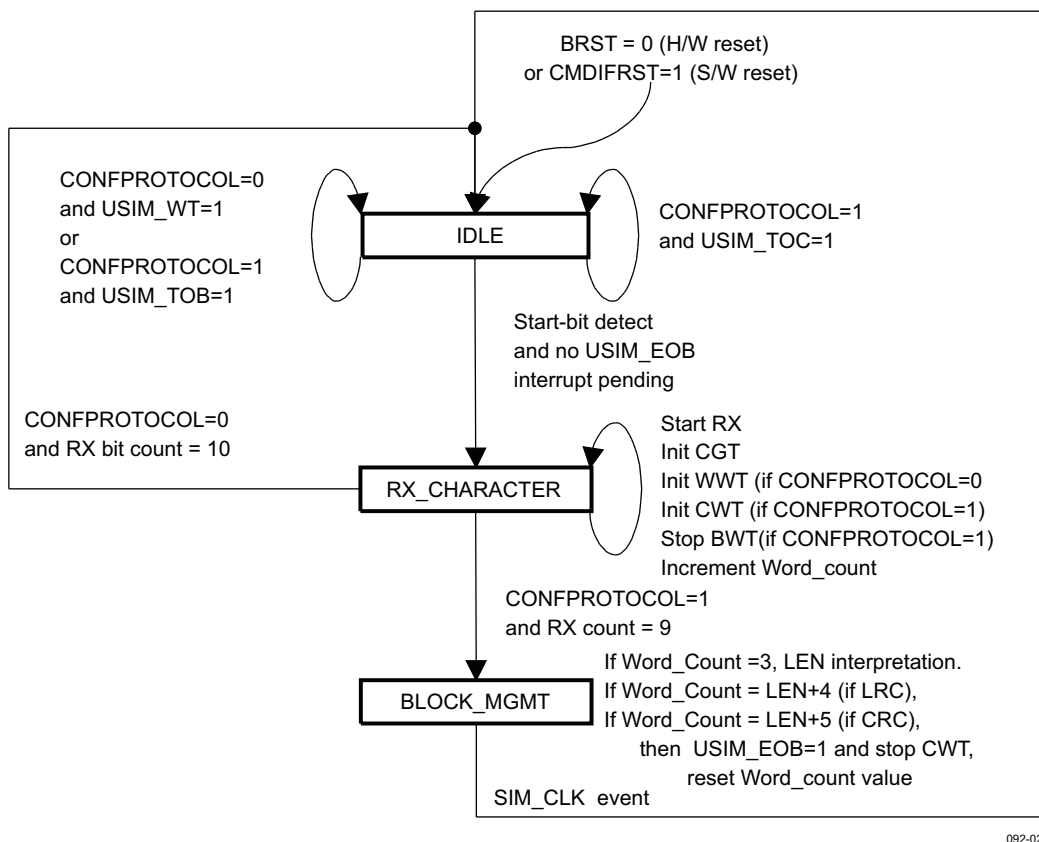 BRST = 0 (H/W reset)
or CMDIFRST=1 (S/W reset)
CONFPROTOCOL=0
and USIM_WT=1
or
CONFPROTOCOL=1
and USIM_TOB=1
IDLE
CONFPROTOCOL=1
and USIM_TOC=1
Start-bit detect
and no USIM_EOB
interrupt pending
CONFPROTOCOL=0
and RX bit count = 10
RX_CHARACTER
Start RX
Init CGT
Init WWT (if CONFPROTOCOL=0
Init CWT (if CONFPROTOCOL=1)
Stop BWT(if CONFPROTOCOL=1)
Increment Word_count
CONFPROTOCOL=1
and RX count = 9
BLOCK_MGMT
If Word_Count =3, LEN interpretation.
If Word_Count = LEN+4 (if LRC),
If Word_Count = LEN+5 (if CRC),
then USIM_EOB=1 and stop CWT,
reset Word_count value
SIM_CLK event
092-02